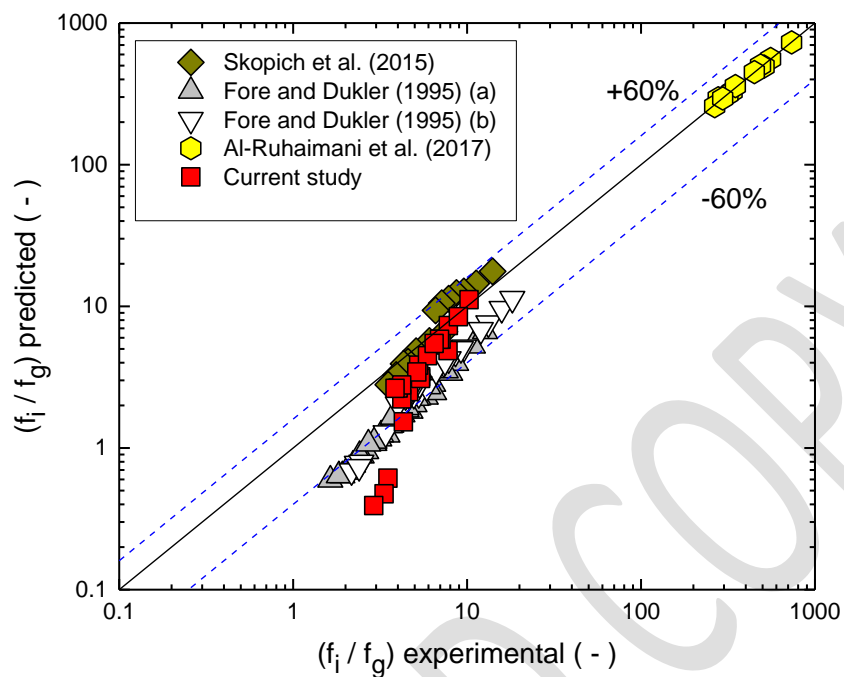 1000
100
10
1
0.1
(fi / fg) predicted ( - )
Skopich et al. (2015)
Fore and Dukler (1995) (a)
Fore and Dukler (1995) (b)
Al-Ruhaimani et al. (2017)
Current study
+60%
-60%
0.1 1 10 100 1000
(fi / fg) experimental ( - )
D COPY